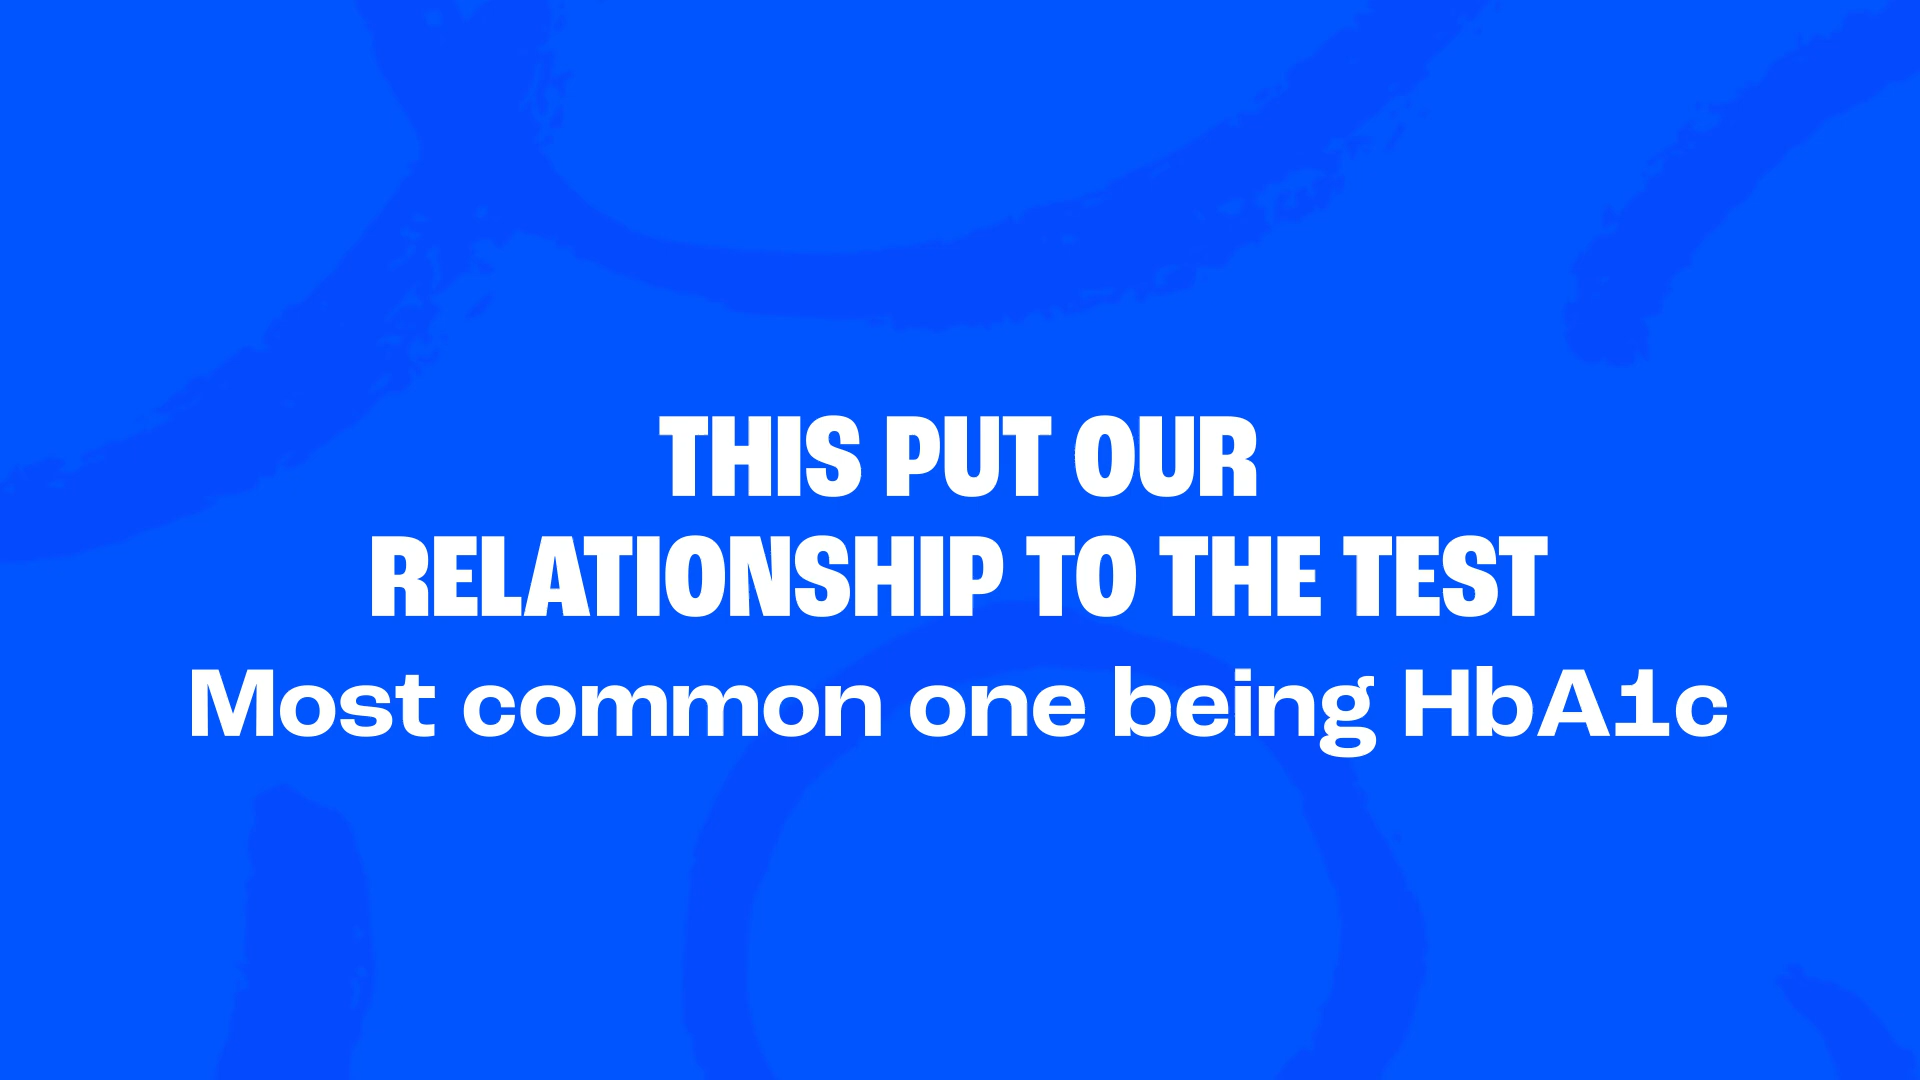 THIS PUT OUR
RELATIONSHIP TO THE TEST
Most common one being HbA1c